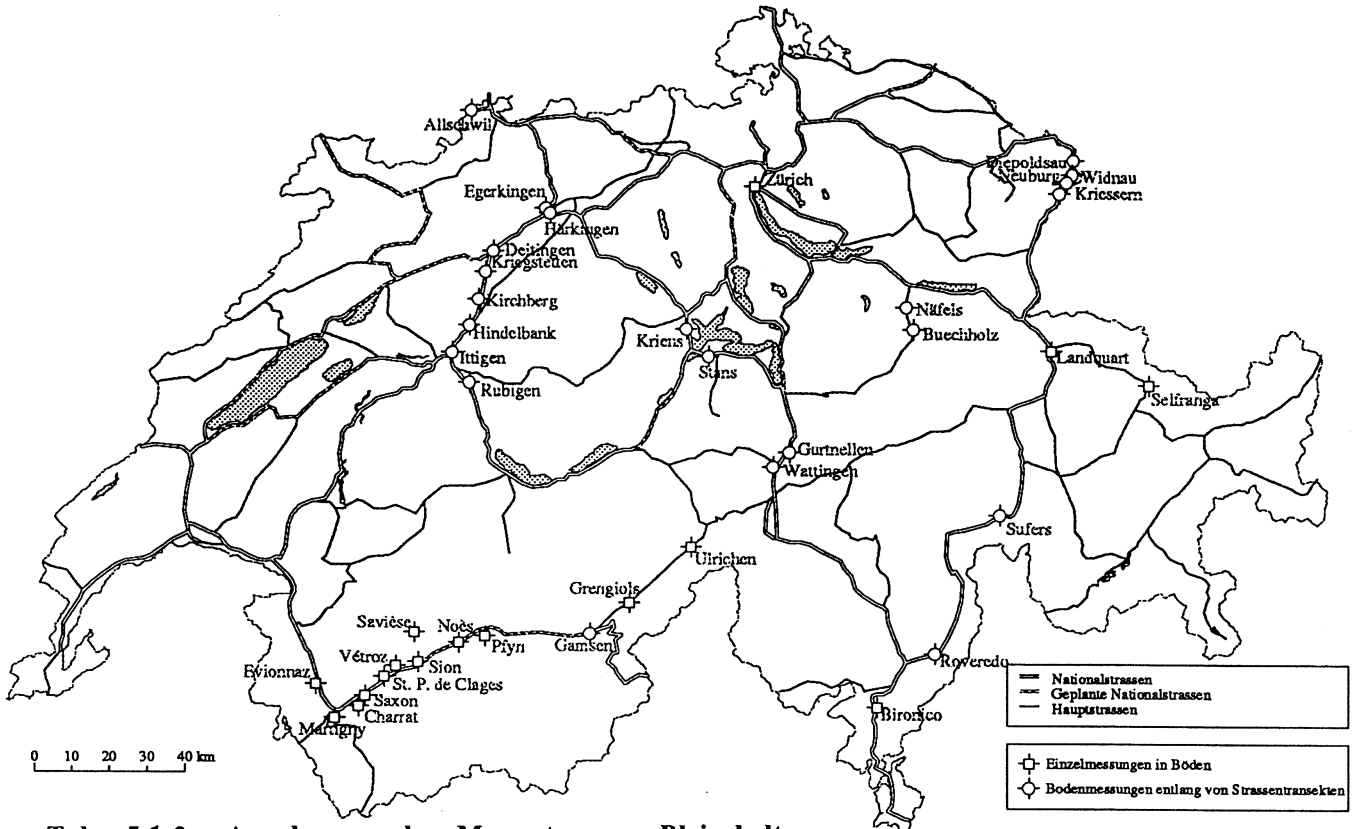 Allschwil
Egerkingen
Härkingen
Zürich
Diepoldsau
Neuburg
Widnau
Kriessern
Deitingen
Kriegstetten
Kirchberg
Hindelbank
Ittigen
Rubigen
Kriens
Stans
Näfels
Buechholz
Landquart
Selfranga
Gurtnellen
Wattingen
Sufers
Ulrichen
Grengiols
Gamsen
Savièse
Noès
Pfyn
Vétroz
Sion
St. P. de Clages
Evionnaz
Saxon
Charrat
Martigny
Roveredo
Bironico
0 10 20 30 40 km
Nationalstrassen
Geplante Nationalstrassen
Hauptstrassen
Einzelmessungen in Böden
Bodenmessungen entlang von Strassentransekten